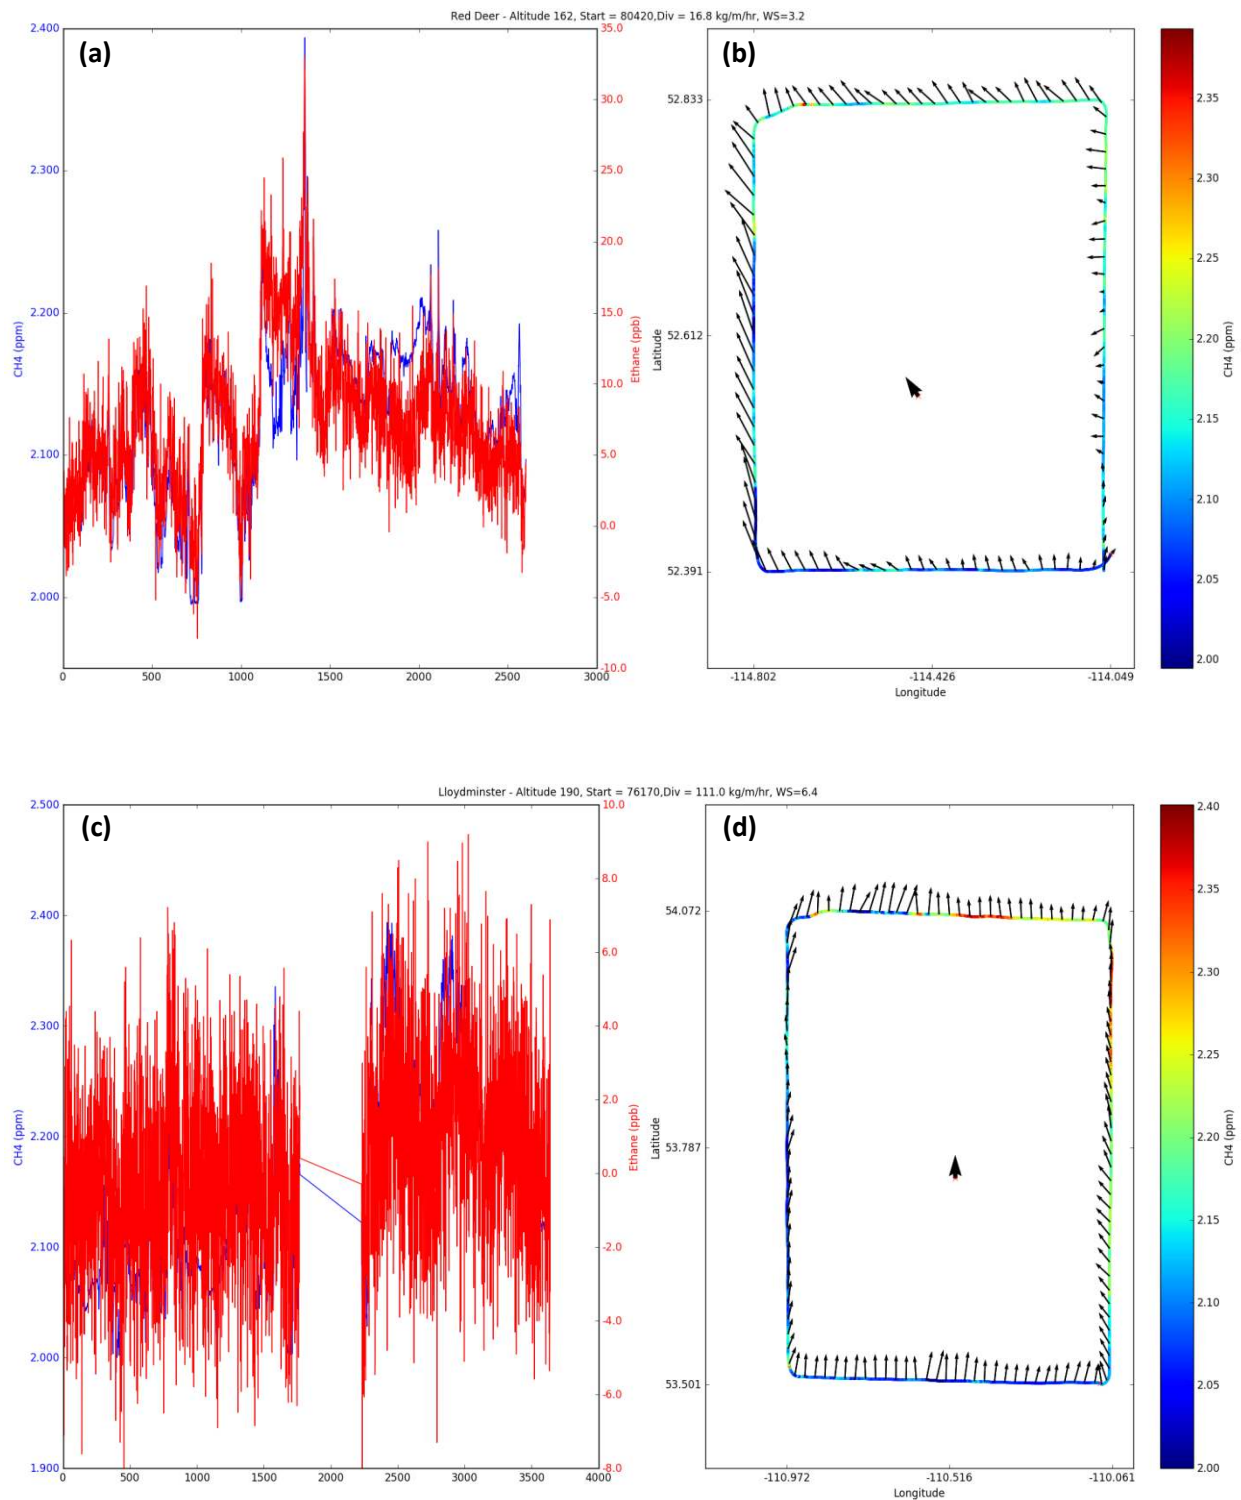 Red Deer - Altitude 162, Start = 80420,Div = 16.8 kg/m/hr, WS=3.2
(a)
2.400
2.300
2.200
2.100
2.000
CH4 (ppm)
35.0
30.0
25.0
20.0
15.0
10.0
5.0
0.0
-5.0
-10.0
Ethane (ppb)
0 500 1000 1500 2000 2500 3000
(b)
52.833
52.612
52.391
Latitude
-114.802 -114.426 -114.049
Longitude
2.35
2.30
2.25
2.20
2.15
2.10
2.05
2.00
CH4 (ppm)
Lloydminster - Altitude 190, Start = 76170,Div = 111.0 kg/m/hr, WS=6.4
(c)
2.500
2.400
2.300
2.200
2.100
2.000
1.900
CH4 (ppm)
10.0
8.0
6.0
4.0
2.0
0.0
-2.0
-4.0
-6.0
-8.0
Ethane (ppb)
0 500 1000 1500 2000 2500 3000 3500 4000
(d)
54.072
53.787
53.501
Latitude
-110.972 -110.516 -110.061
Longitude
2.40
2.35
2.30
2.25
2.20
2.15
2.10
2.05
2.00
CH4 (ppm)